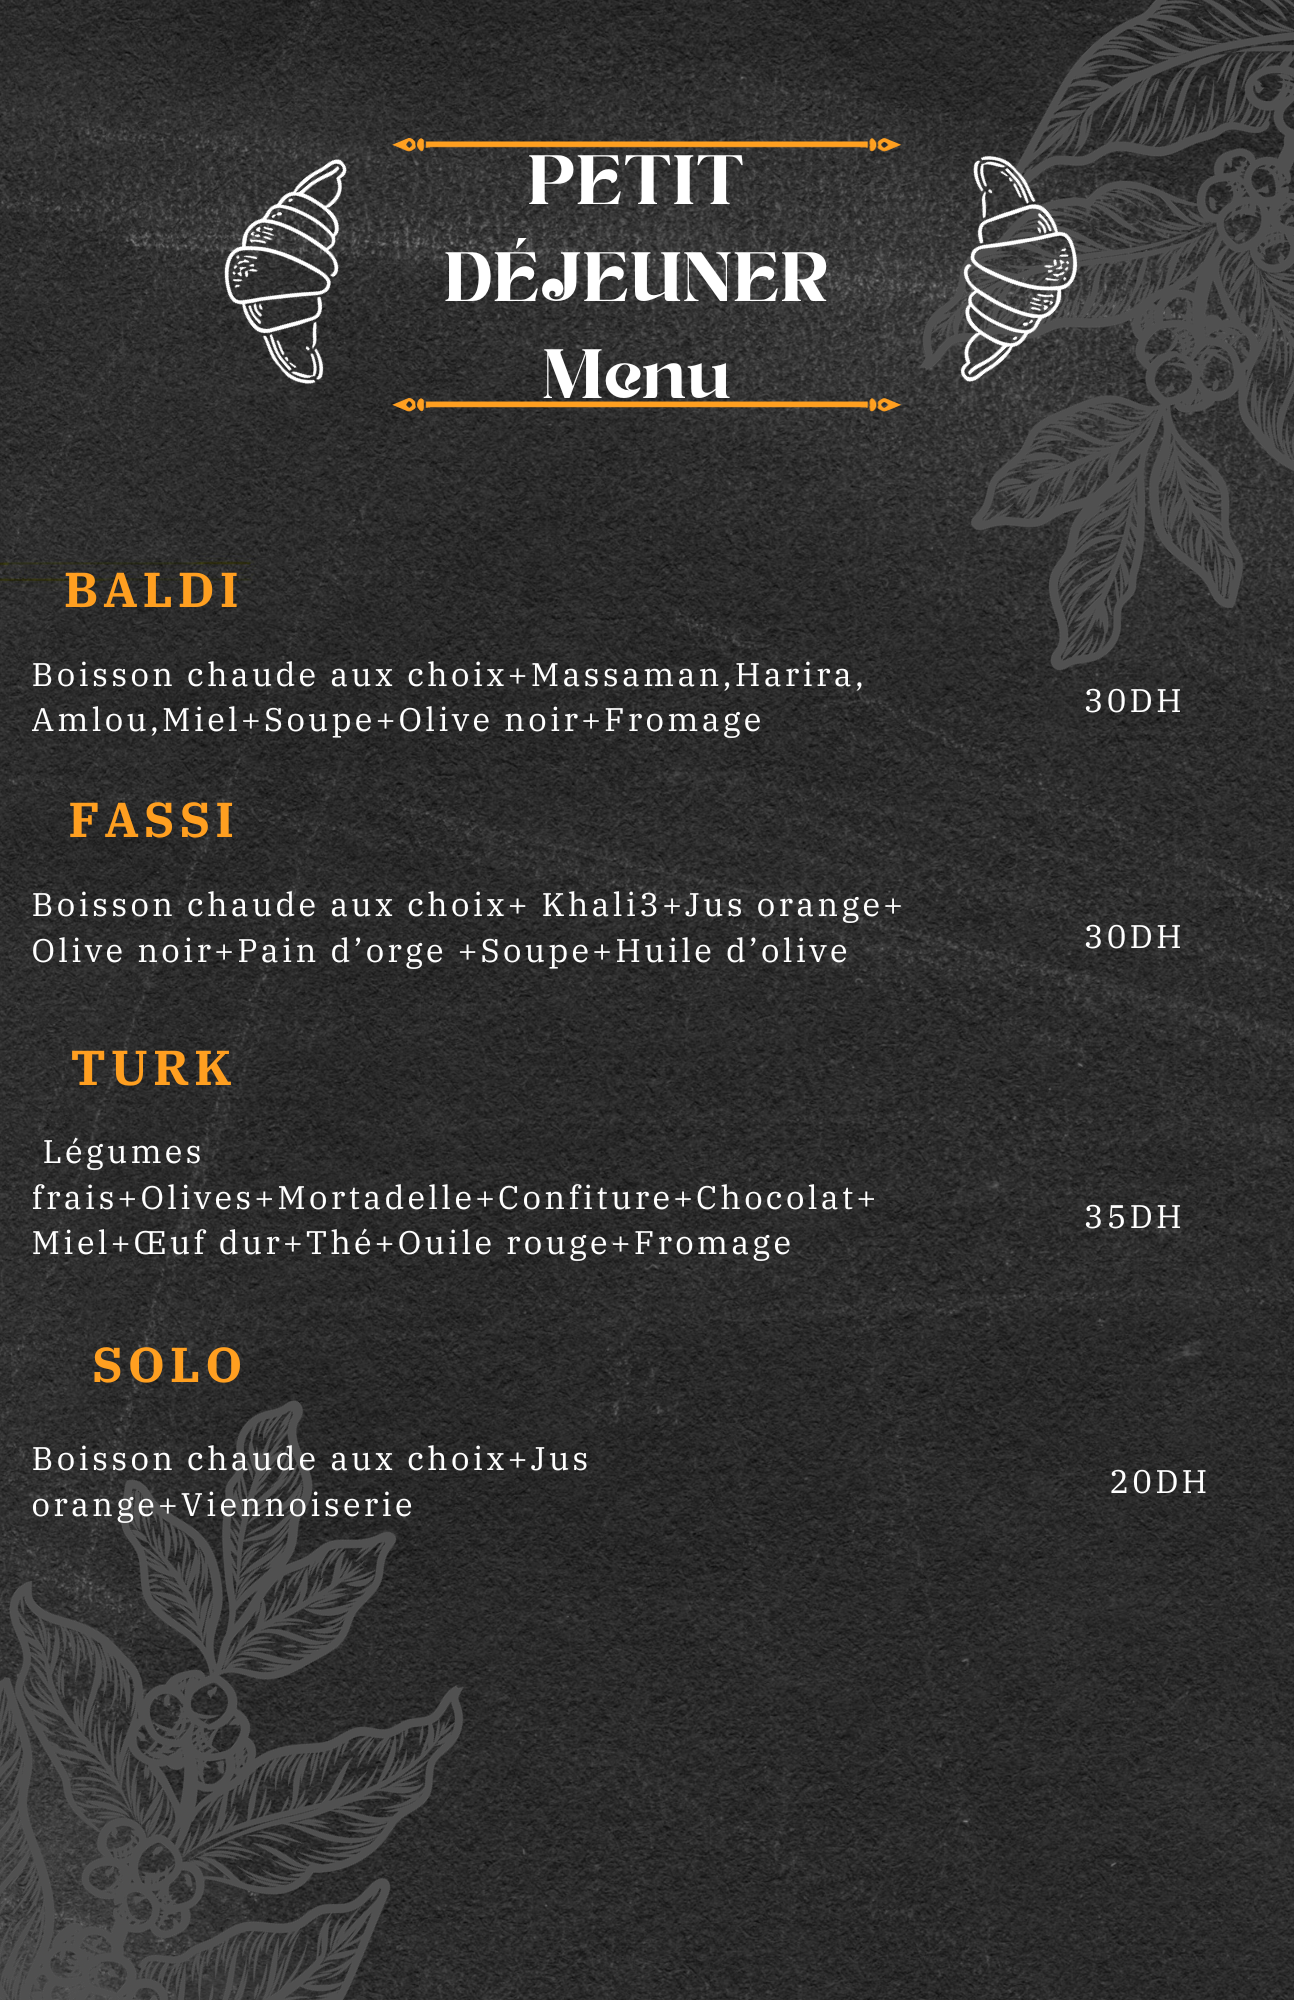 PETIT
DÉJEUNER
Menu
BALDI
Boisson chaude aux choix+Massaman,Harira,
Amlou,Miel+Soupe+Olive noir+Fromage
30DH
FASSI
Boisson chaude aux choix+ Khali3+Jus orange+
Olive noir+Pain d’orge +Soupe+Huile d’olive
30DH
TURK
Légumes
frais+Olives+Mortadelle+Confiture+Chocolat+
Miel+Œuf dur+Thé+Ouile rouge+Fromage
35DH
SOLO
Boisson chaude aux choix+Jus
orange+Viennoiserie
20DH